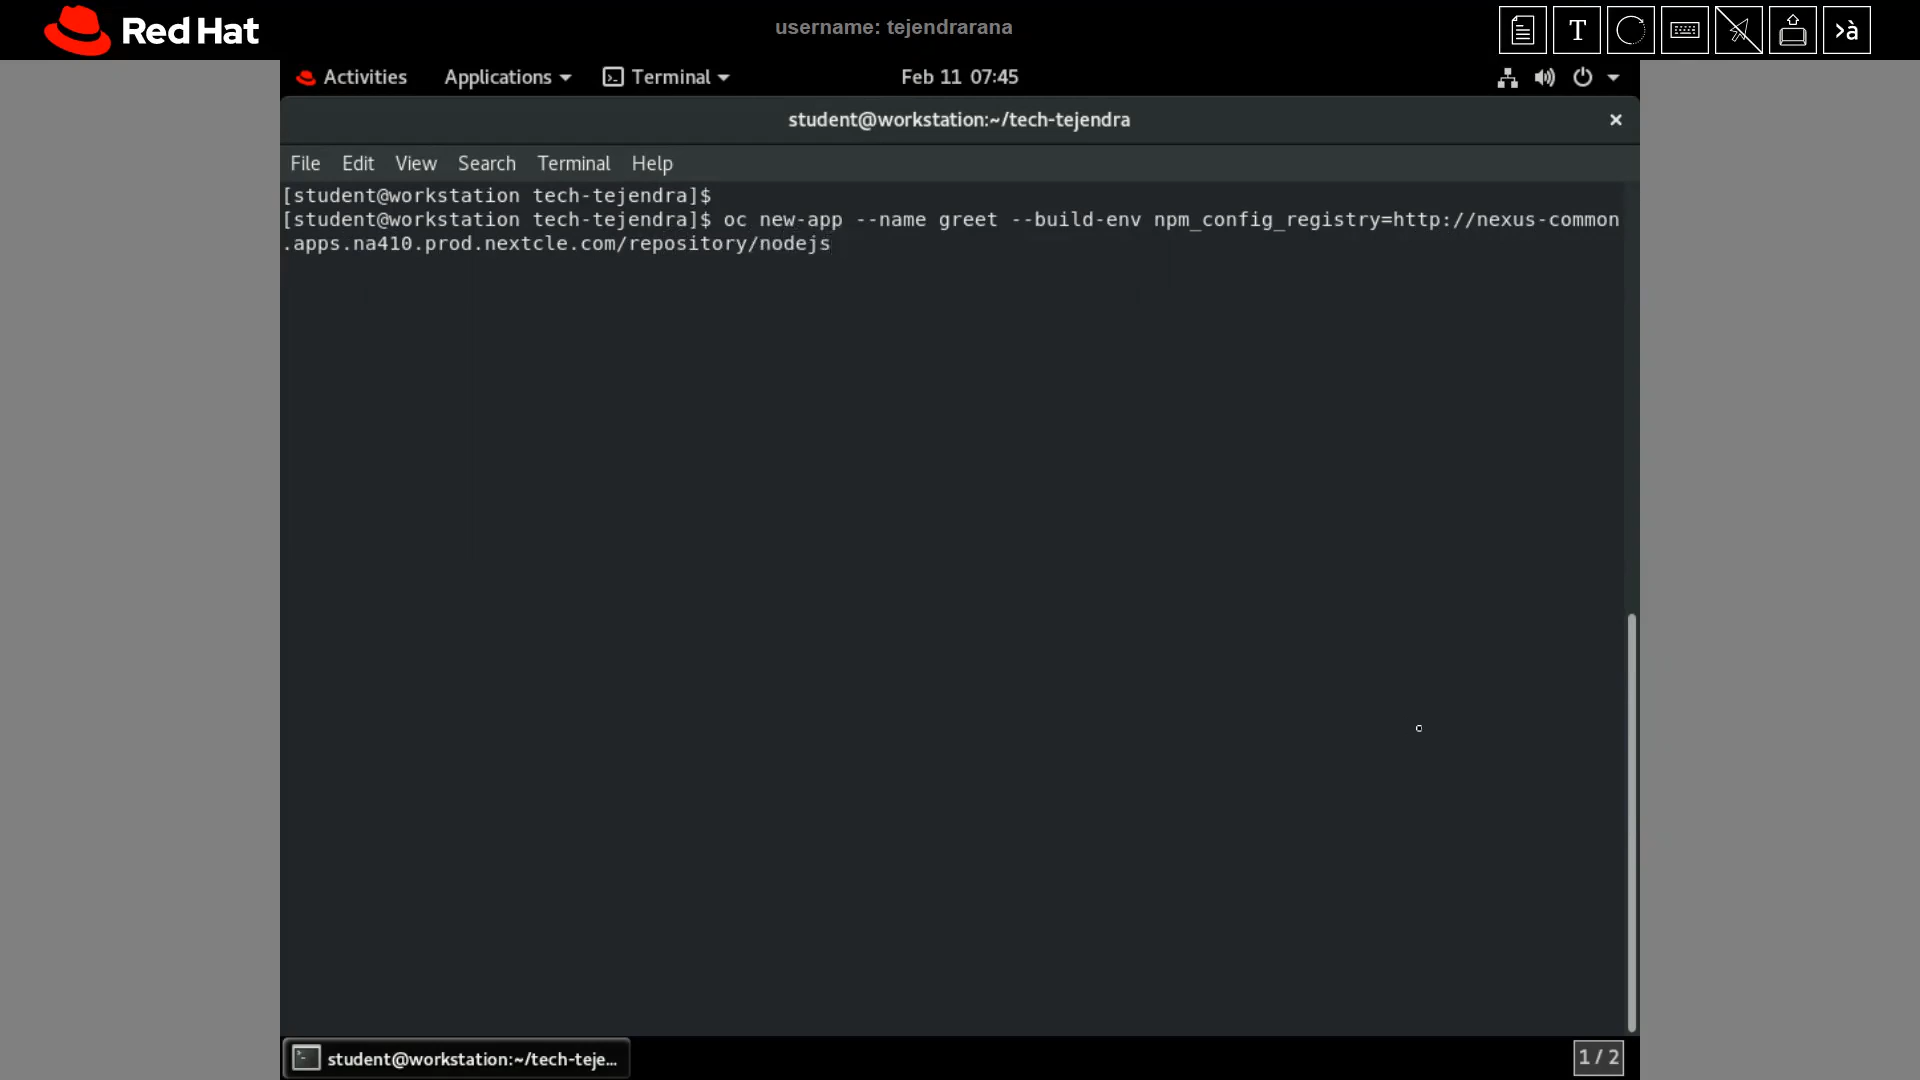 Red Hat
username: tejendrarana
T
>à
Activities Applications Terminal Feb 11 07:45
student@workstation:~/tech-tejendra ×
File Edit View Search Terminal Help
[student@workstation tech-tejendra]$
[student@workstation tech-tejendra]$ oc new-app --name greet --build-env npm_config_registry=http://nexus-common
.apps.na410.prod.nextcle.com/repository/nodejs
student@workstation:~/tech-teje... 1 / 2